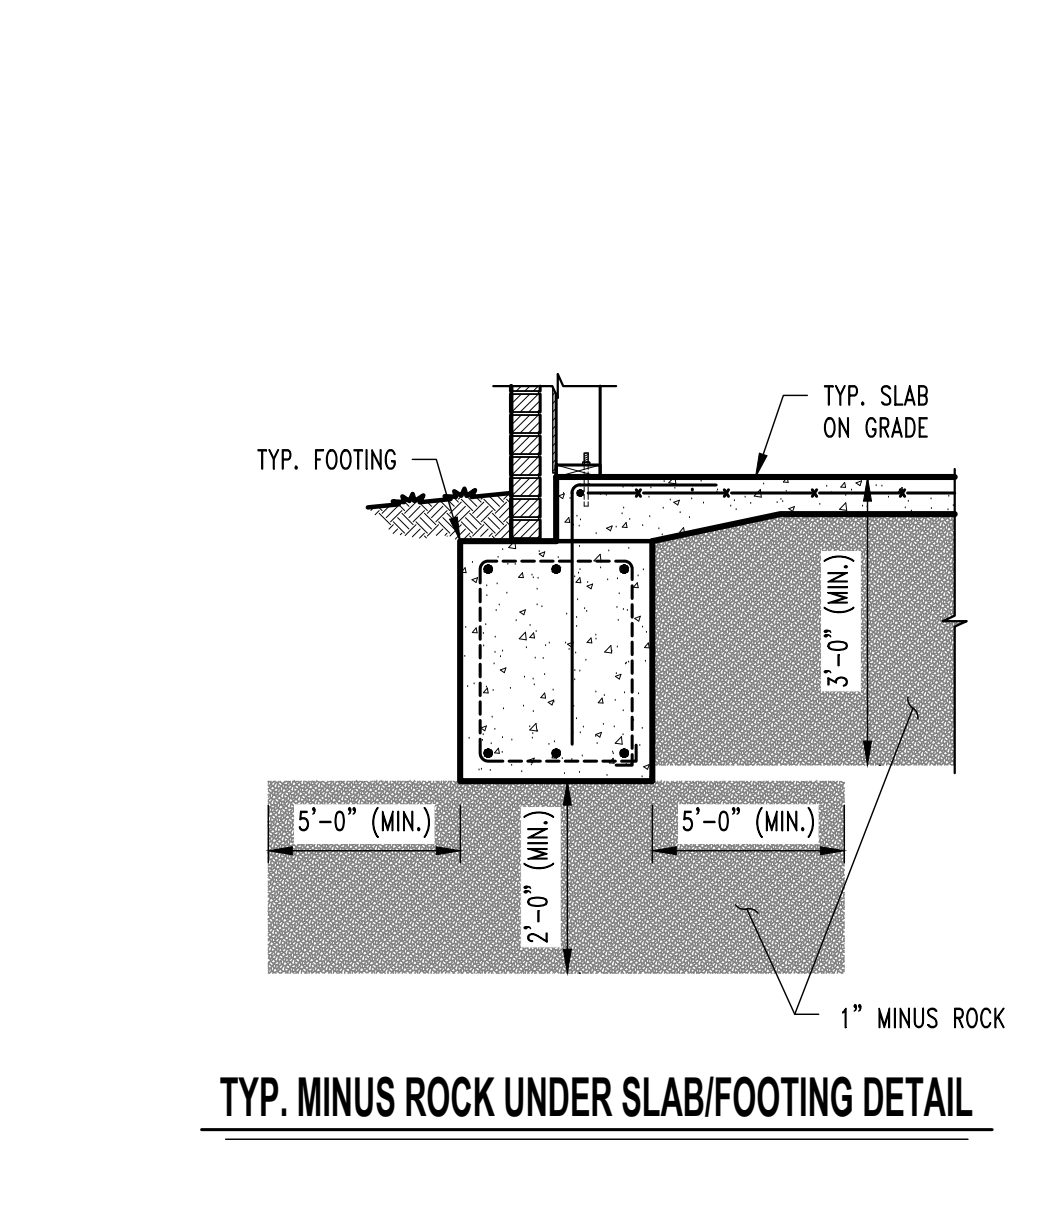 TYP. SLAB
ON GRADE
TYP. FOOTING
3'-0" (MIN.)
5'-0" (MIN.)
2'-0" (MIN.)
5'-0" (MIN.)
1" MINUS ROCK
TYP. MINUS ROCK UNDER SLAB/FOOTING DETAIL